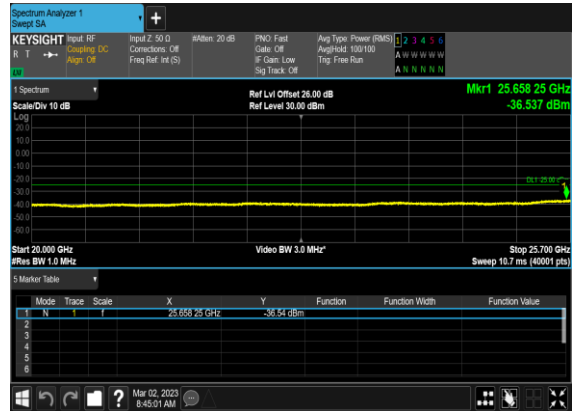 Spectrum Analyzer 1
Swept SA
+
KEYSIGHT Input: RF Input Z: 50 Ω #Atten: 20 dB PNO: Fast Avg Type: Power (RMS) 1 2 3 4 5 6
R T Coupling: DC Corrections: Off Gate: Off Avg|Hold: 100/100 A W W W W W
Align: Off Freq Ref: Int (S) IF Gain: Low Trig: Free Run
Sig Track: Off A N N N N N
1 Spectrum
Scale/Div 10 dB
Ref Lvl Offset 26.00 dB
Ref Level 30.00 dBm
Mkr1 25.658 25 GHz
-36.537 dBm
Log
20.0
10.0
0.00
-10.0
-20.0
-30.0
-40.0
-50.0
-60.0
1
Start 20.000 GHz Video BW 3.0 MHz* Stop 25.700 GHz
#Res BW 1.0 MHz Sweep 10.7 ms (40001 pts)
5 Marker Table
Mode Trace Scale X Y Function Function Width Function Value
1 N 1 f 25.658 25 GHz -36.54 dBm
2
3
4
5
6
? Mar 02, 2023
8:45:01 AM